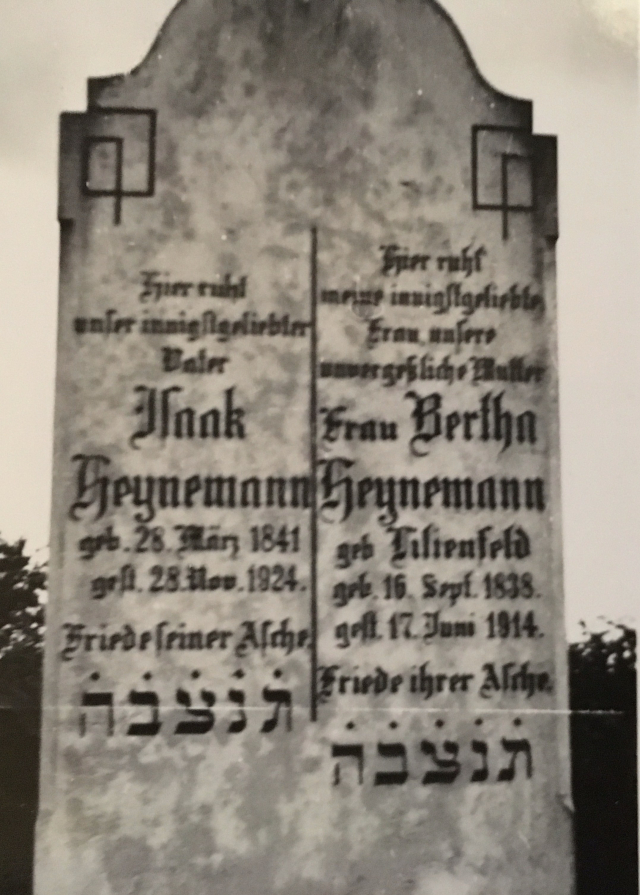 Hier ruht
unser innigstgeliebter
Vater
Isaak
Heynemann
geb. 28. März 1841
gest. 28. Nov. 1924.
Friede seiner Asche.
ת̇נ̇צ̇ב̇ה̇
Hier ruht
meine innigstgeliebte
Frau unsere
unvergeßliche Mutter
Frau Bertha
Heynemann
geb Lilienfeld
geb. 16. Sept. 1838.
gest. 17. Juni 1914.
Friede ihrer Asche.
ת̇נ̇צ̇ב̇ה̇